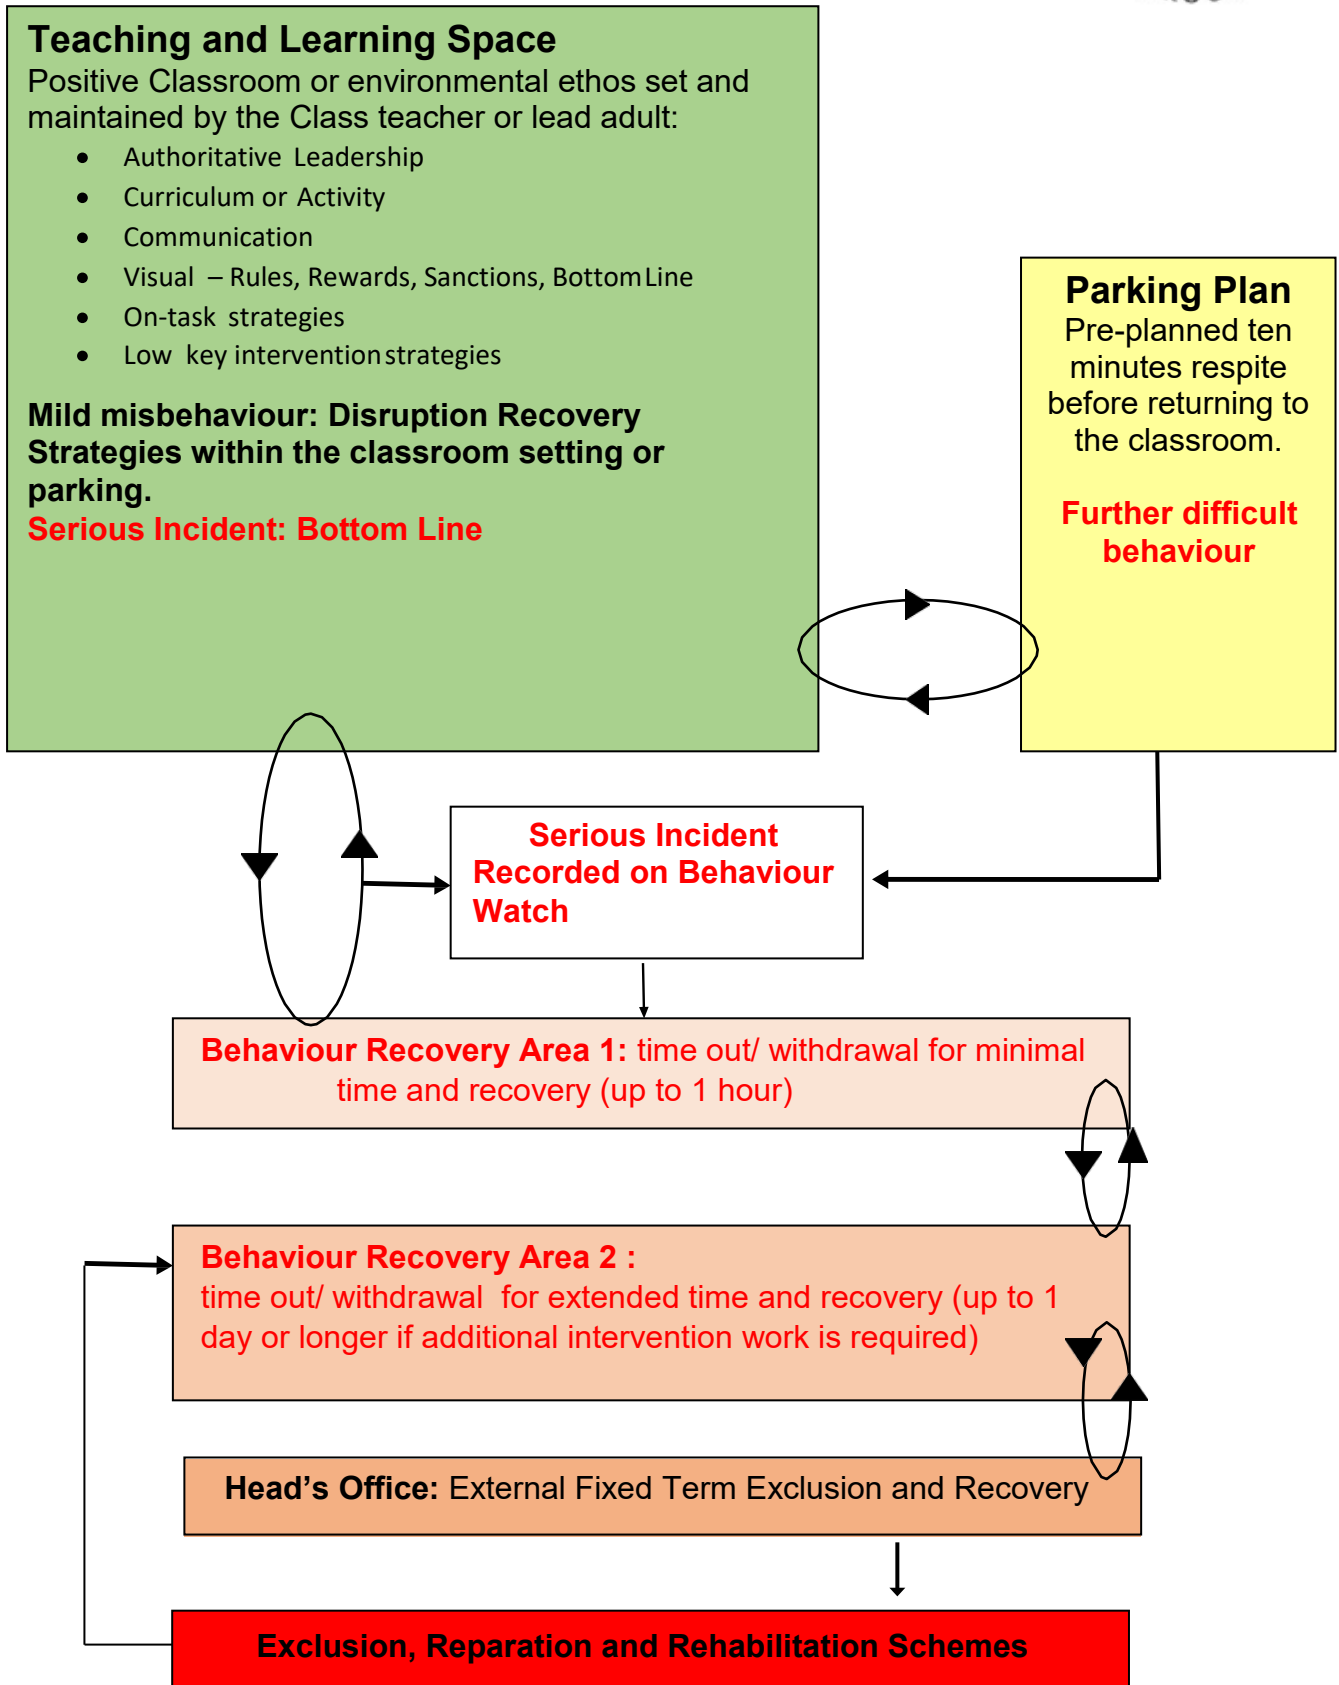 Teaching and Learning Space
Positive Classroom or environmental ethos set and
maintained by the Class teacher or lead adult:
• Authoritative Leadership
• Curriculum or Activity
• Communication
• Visual – Rules, Rewards, Sanctions, Bottom Line
• On-task strategies
• Low key intervention strategies
Mild misbehaviour: Disruption Recovery
Strategies within the classroom setting or
parking.
Serious Incident: Bottom Line
Parking Plan
Pre-planned ten
minutes respite
before returning to
the classroom.
Further difficult
behaviour
Serious Incident
Recorded on Behaviour
Watch
Behaviour Recovery Area 1: time out/ withdrawal for minimal
time and recovery (up to 1 hour)
Behaviour Recovery Area 2 :
time out/ withdrawal for extended time and recovery (up to 1
day or longer if additional intervention work is required)
Head’s Office: External Fixed Term Exclusion and Recovery
Exclusion, Reparation and Rehabilitation Schemes